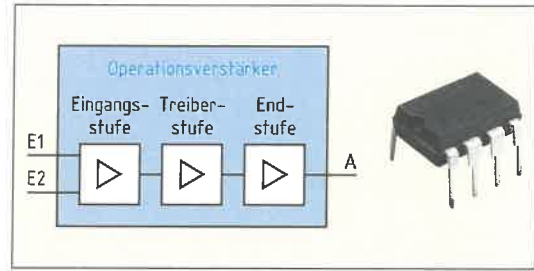 Operationsverstärker
Eingangs- Treiber- End-
stufe stufe stufe
E1
E2
A